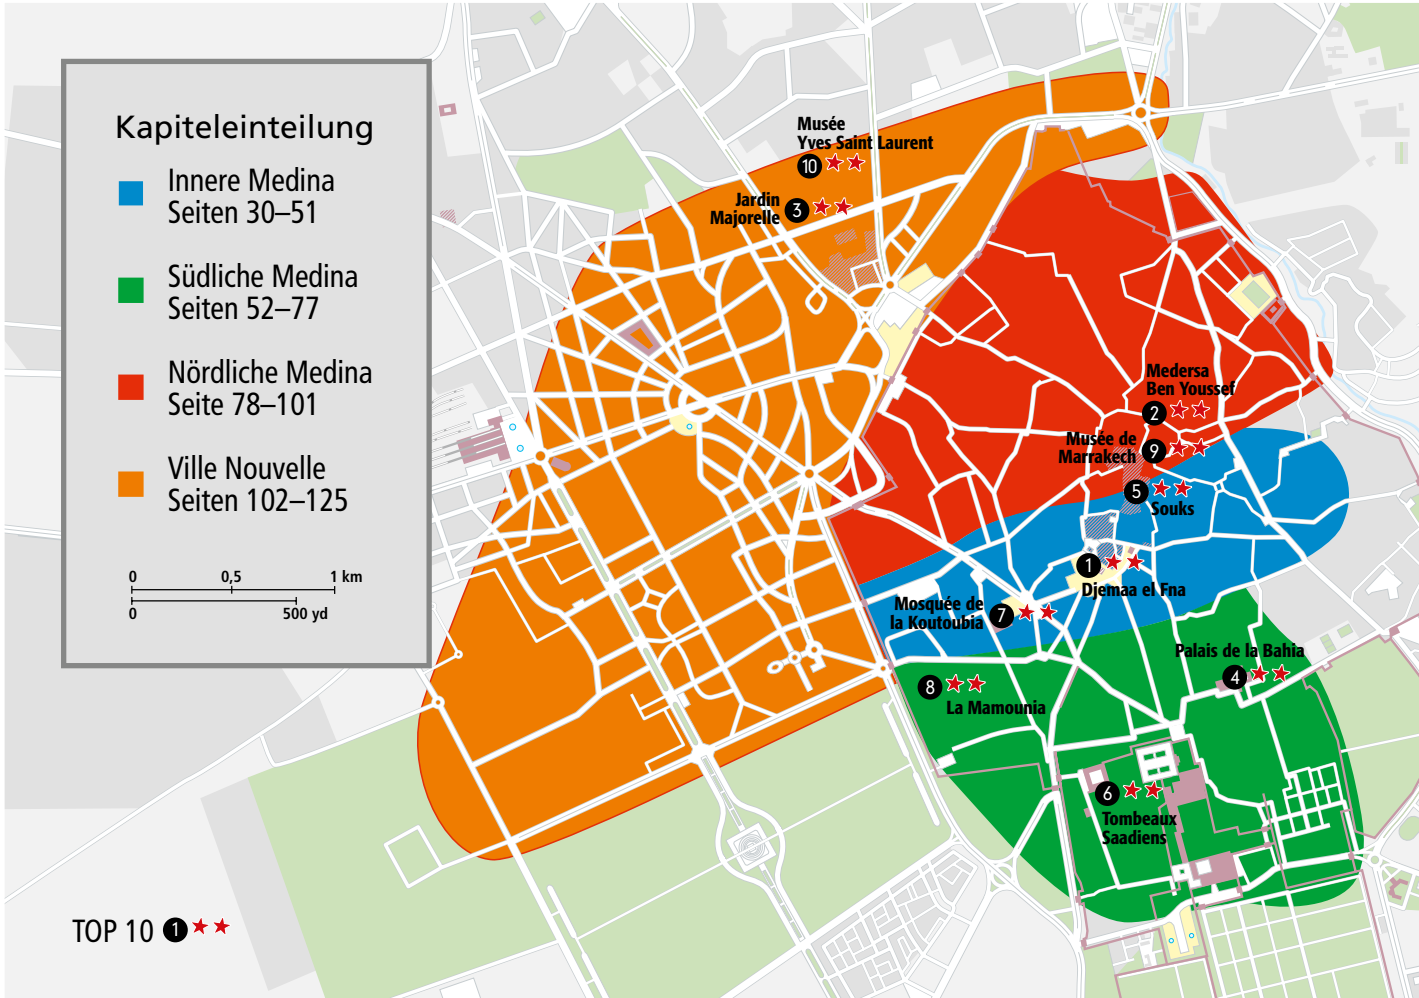 Kapiteleinteilung
Innere Medina
Seiten 30–51
Südliche Medina
Seiten 52–77
Nördliche Medina
Seite 78–101
Ville Nouvelle
Seiten 102–125
0 0,5 1 km
0 500 yd
TOP 10 1
Musée
Yves Saint Laurent
10
Jardin
Majorelle
3
Medersa
Ben Youssef
2
Musée de
Marrakech
9
5
Souks
1
Djemaa el Fna
Mosquée de
la Koutoubia
7
Palais de la Bahia
4
8
La Mamounia
6
Tombeaux
Saadiens